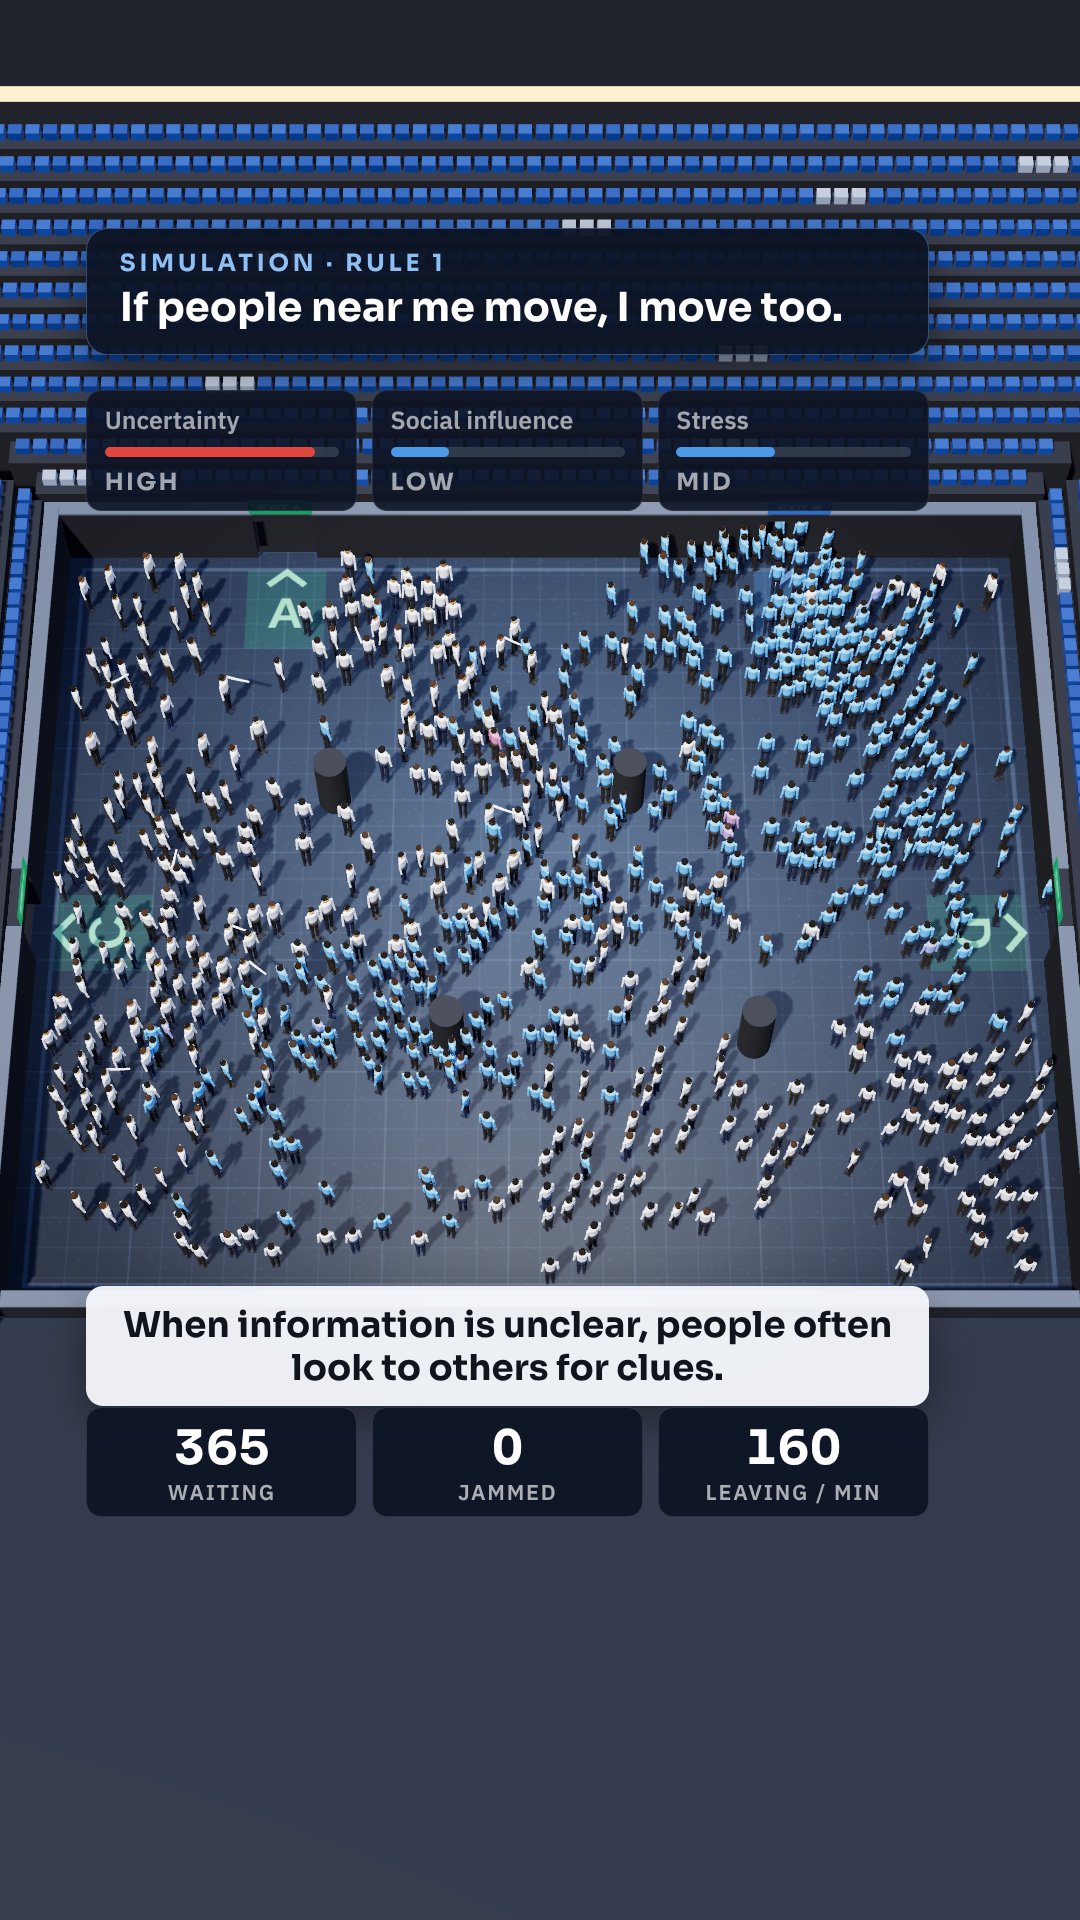 SIMULATION · RULE 1
If people near me move, I move too.
Uncertainty
HIGH
Social influence
LOW
Stress
MID
A
C
G
When information is unclear, people often
look to others for clues.
365
WAITING
0
JAMMED
160
LEAVING / MIN